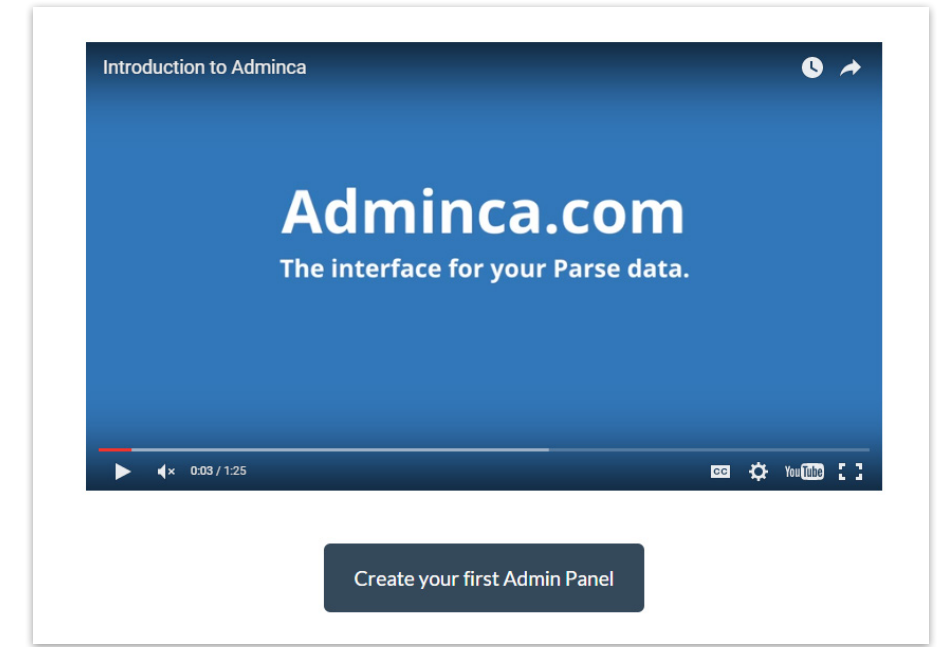 Introduction to Adminca
Adminca.com
The interface for your Parse data.
0:03 / 1:25
CC
YouTube
Create your first Admin Panel